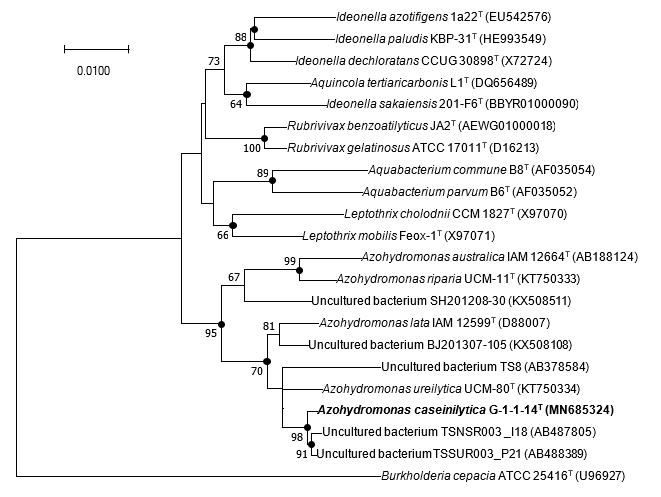 Ideonella azotifigens 1a22ᵀ (EU542576)
88
Ideonella paludis KBP-31ᵀ (HE993549)
73
Ideonella dechloratans CCUG 30898ᵀ (X72724)
0.0100
Aquincola tertiaricarbonis L1ᵀ (DQ656489)
64
Ideonella sakaiensis 201-F6ᵀ (BBYR01000090)
Rubrivivax benzoatilyticus JA2ᵀ (AEWG01000018)
100
Rubrivivax gelatinosus ATCC 17011ᵀ (D16213)
89
Aquabacterium commune B8ᵀ (AF035054)
Aquabacterium parvum B6ᵀ (AF035052)
Leptothrix cholodnii CCM 1827ᵀ (X97070)
66
Leptothrix mobilis Feox-1ᵀ (X97071)
99
Azohydromonas australica IAM 12664ᵀ (AB188124)
67
Azohydromonas riparia UCM-11ᵀ (KT750333)
Uncultured bacterium SH201208-30 (KX508511)
95
81
Azohydromonas lata IAM 12599ᵀ (D88007)
Uncultured bacterium BJ201307-105 (KX508108)
70
Uncultured bacterium TS8 (AB378584)
Azohydromonas ureilytica UCM-80ᵀ (KT750334)
Azohydromonas caseinilytica G-1-1-14ᵀ (MN685324)
98
Uncultured bacterium TSNSR003_I18 (AB487805)
91
Uncultured bacterium TSSUR003_P21 (AB488389)
Burkholderia cepacia ATCC 25416ᵀ (U96927)